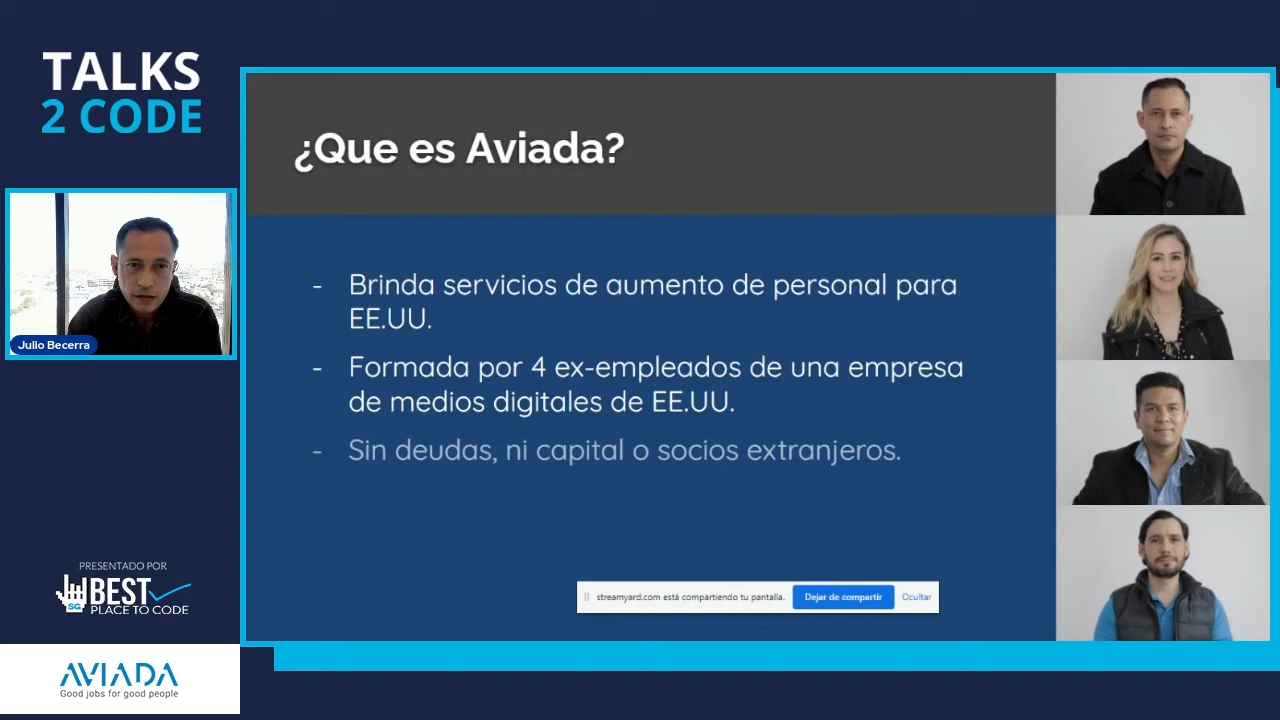 TALKS
2 CODE
Julio Becerra
PRESENTADO POR
BEST
SG
PLACE TO CODE
AVIADA
Good jobs for good people
¿Que es Aviada?
- Brinda servicios de aumento de personal para
EE.UU.
- Formada por 4 ex-empleados de una empresa
de medios digitales de EE.UU.
- Sin deudas, ni capital o socios extranjeros.
streamyard.com está compartiendo tu pantalla. Dejar de compartir Ocultar